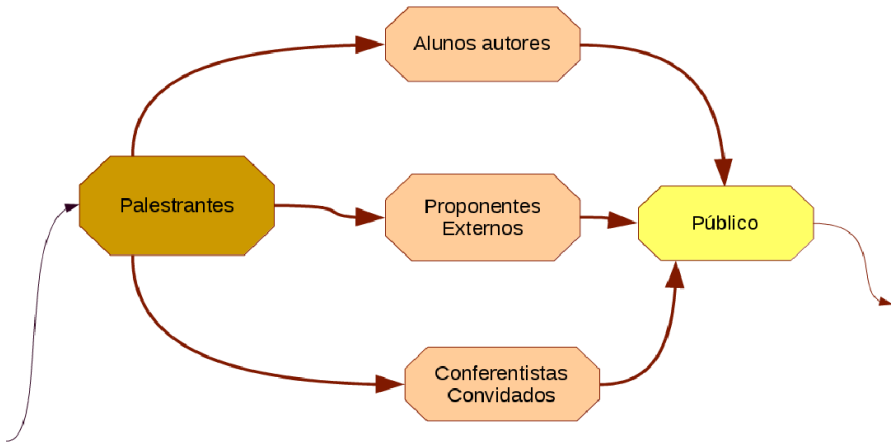 Alunos autores
Palestrantes
Proponentes
Externos
Público
Conferentistas
Convidados